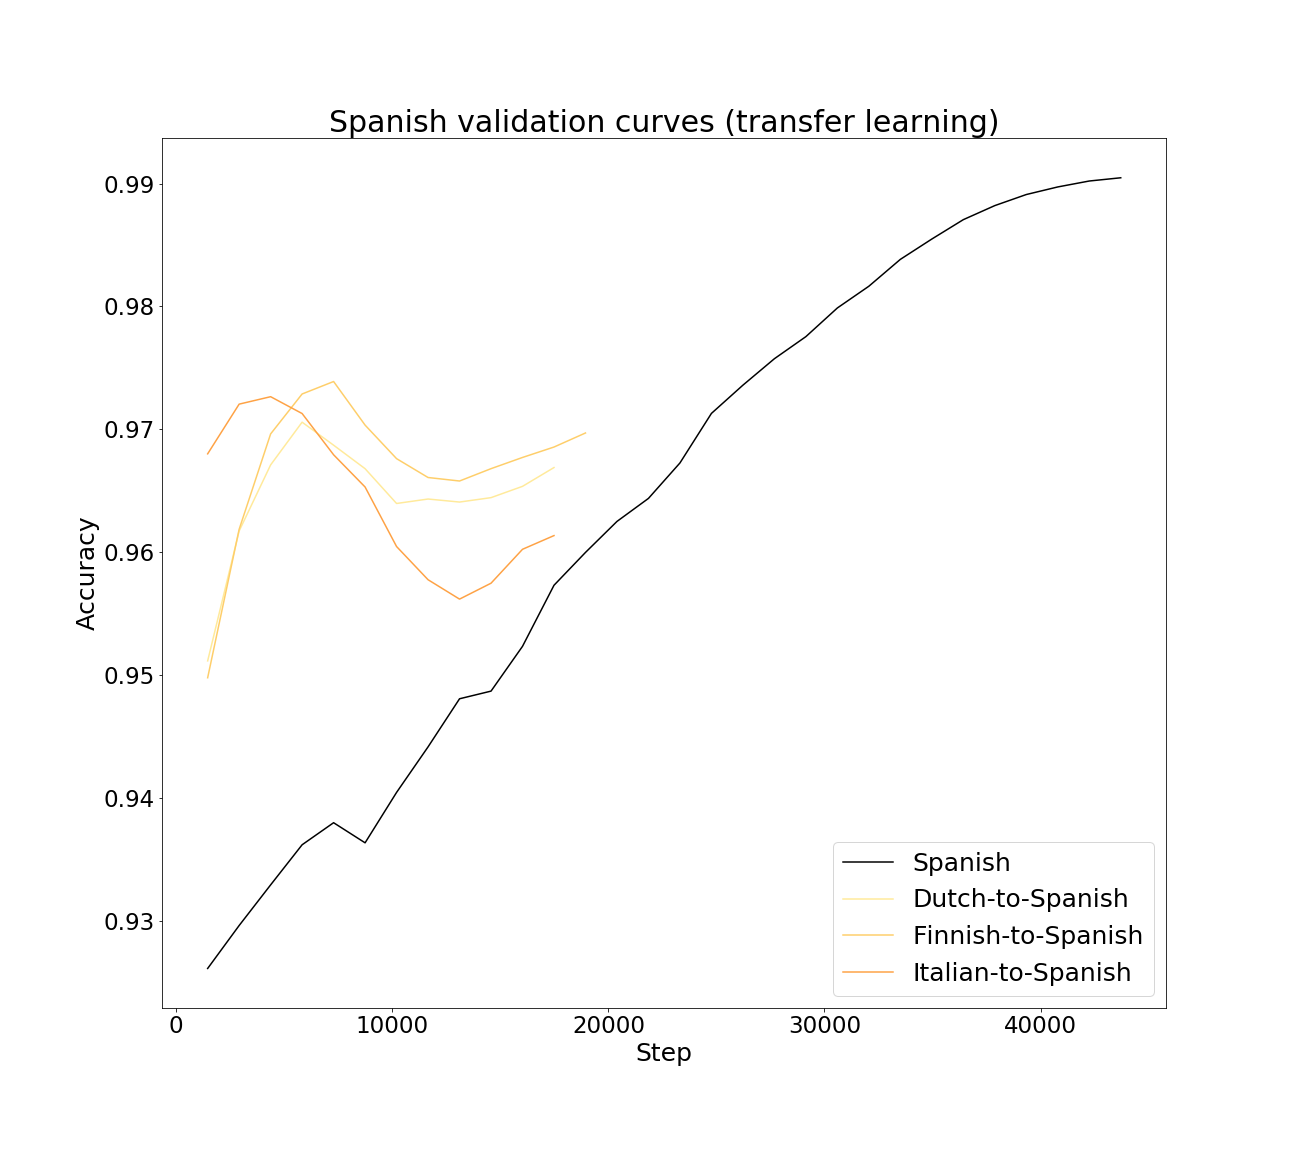 Spanish validation curves (transfer learning)
0.99
0.98
0.97
0.96
0.95
0.94
0.93
Accuracy
0 10000 20000 30000 40000
Step
Spanish
Dutch-to-Spanish
Finnish-to-Spanish
Italian-to-Spanish